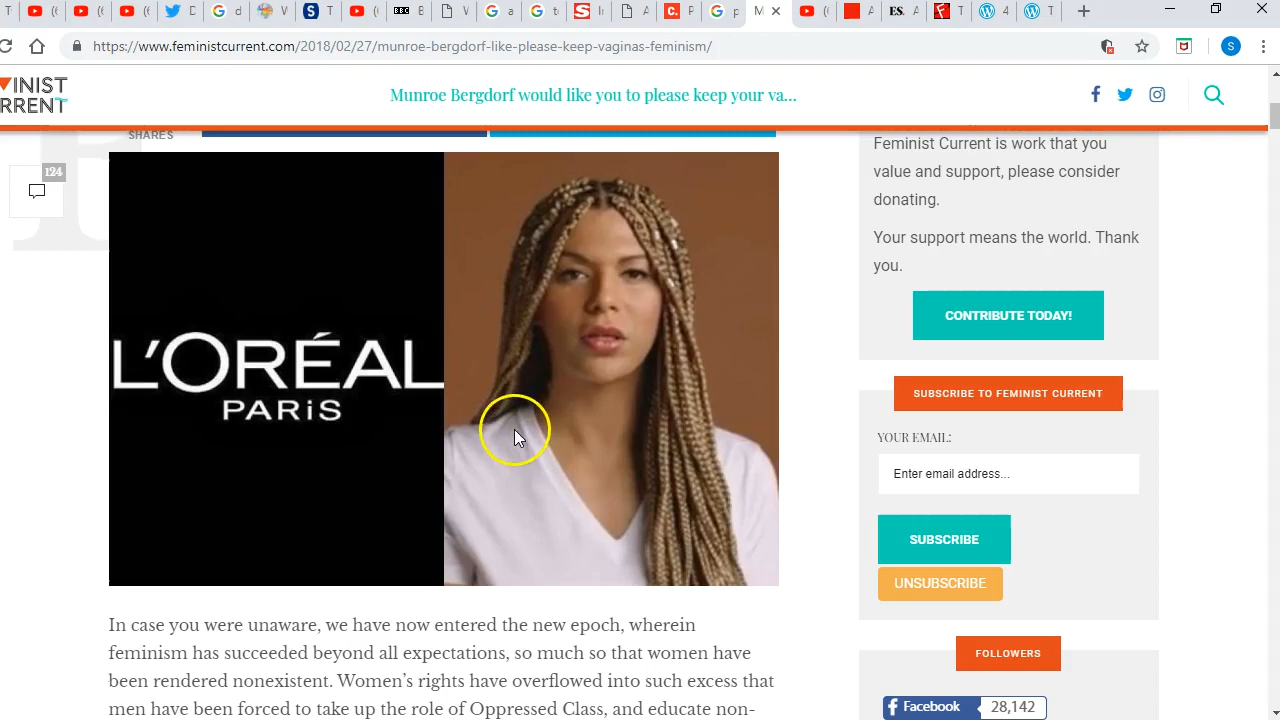 https://www.feministcurrent.com/2018/02/27/munroe-bergdorf-like-please-keep-vaginas-feminism/
Munroe Bergdorf would like you to please keep your va...
SHARES
124
L'ORÉAL
PARiS
In case you were unaware, we have now entered the new epoch, wherein
feminism has succeeded beyond all expectations, so much so that women have
been rendered nonexistent. Women's rights have overflowed into such excess that
men have been forced to take up the role of Oppressed Class, and educate non-
Feminist Current is work that you
value and support, please consider
donating.
Your support means the world. Thank
you.
CONTRIBUTE TODAY!
SUBSCRIBE TO FEMINIST CURRENT
YOUR EMAIL:
Enter email address...
SUBSCRIBE
UNSUBSCRIBE
FOLLOWERS
Facebook 28,142